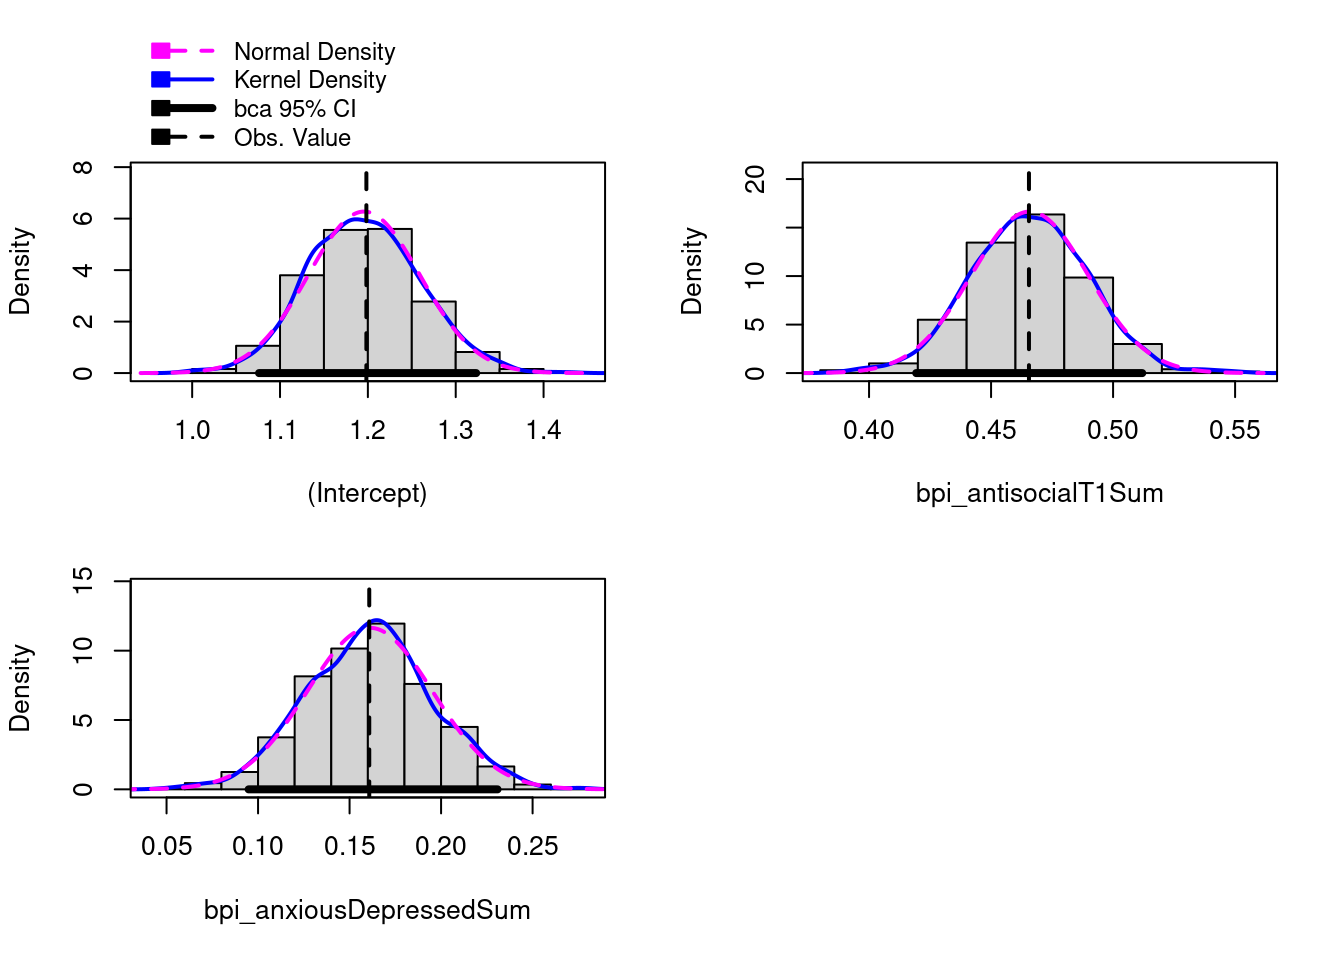 Normal Density
Kernel Density
bca 95% CI
Obs. Value
Density
0 2 4 6 8
1.0 1.1 1.2 1.3 1.4
(Intercept)
Density
0 5 10 20
0.40 0.45 0.50 0.55
bpi_antisocialT1Sum
Density
0 5 10 15
0.05 0.10 0.15 0.20 0.25
bpi_anxiousDepressedSum